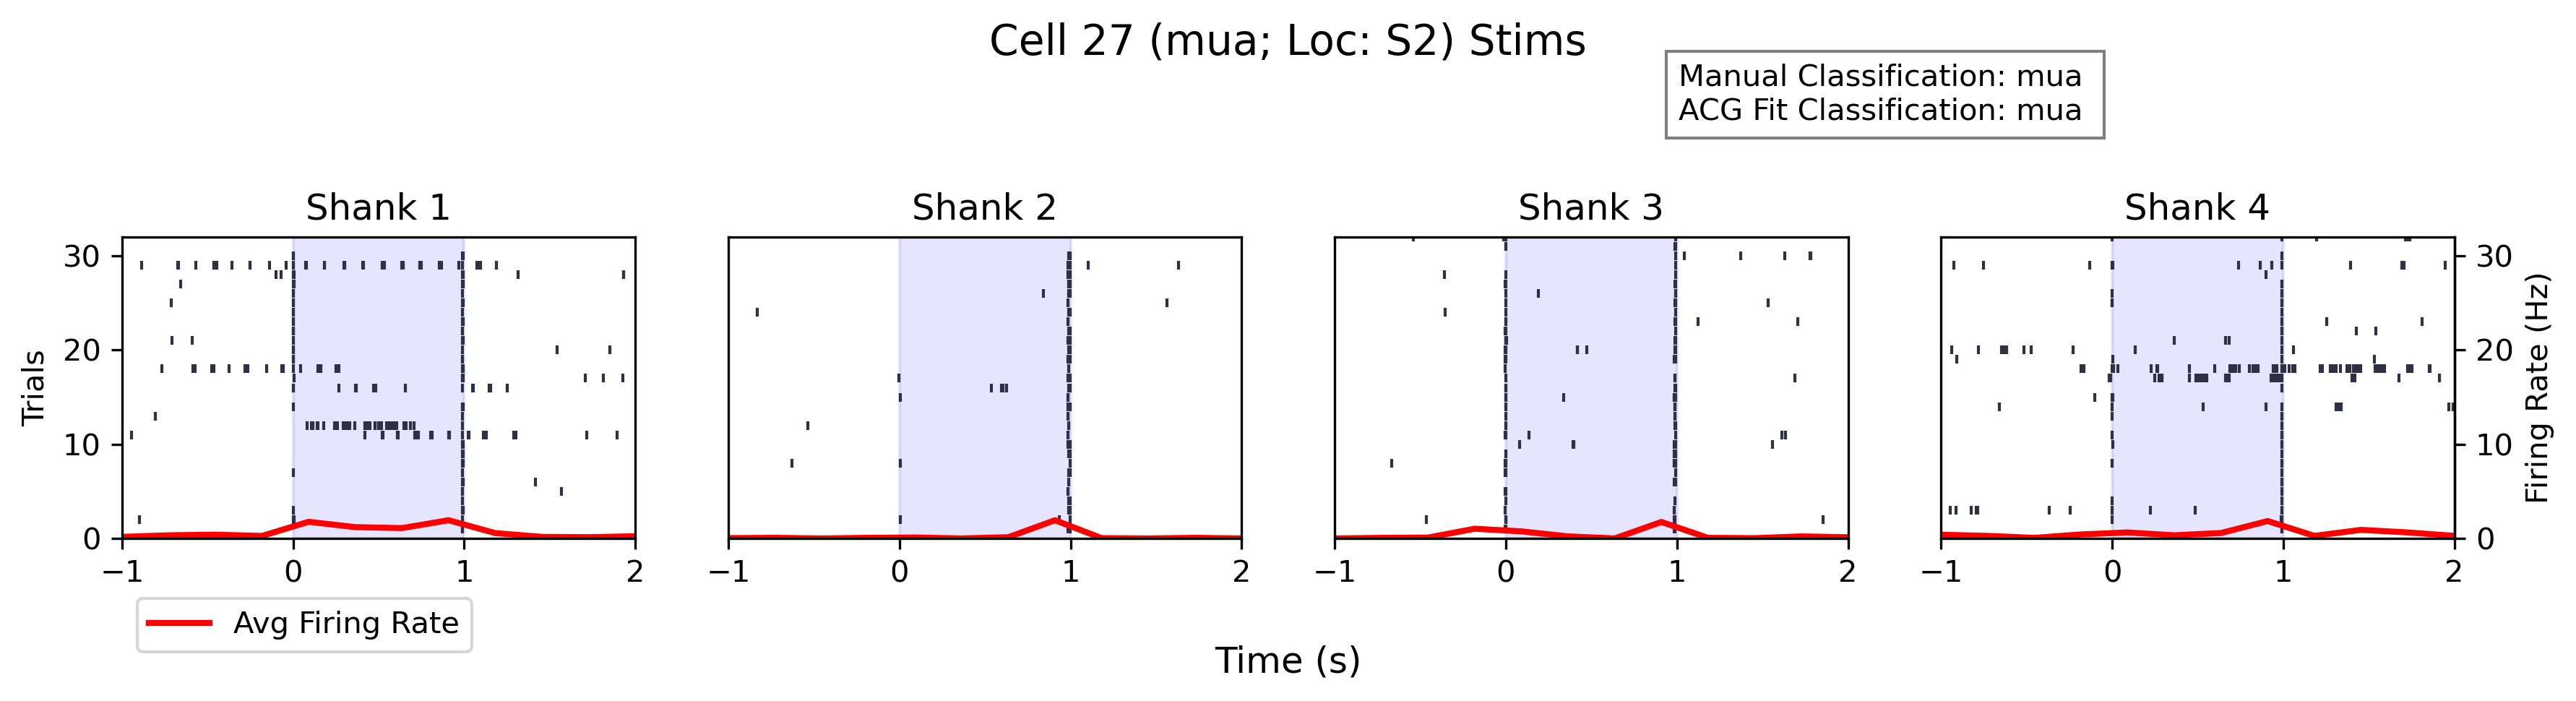 Cell 27 (mua; Loc: S2) Stims
Manual Classification: mua
ACG Fit Classification: mua
Shank 1
Shank 2
Shank 3
Shank 4
Trials
30
20
10
0
−1 0 1 2
−1 0 1 2
−1 0 1 2
−1 0 1 2
30
20
10
0
Firing Rate (Hz)
Avg Firing Rate
Time (s)